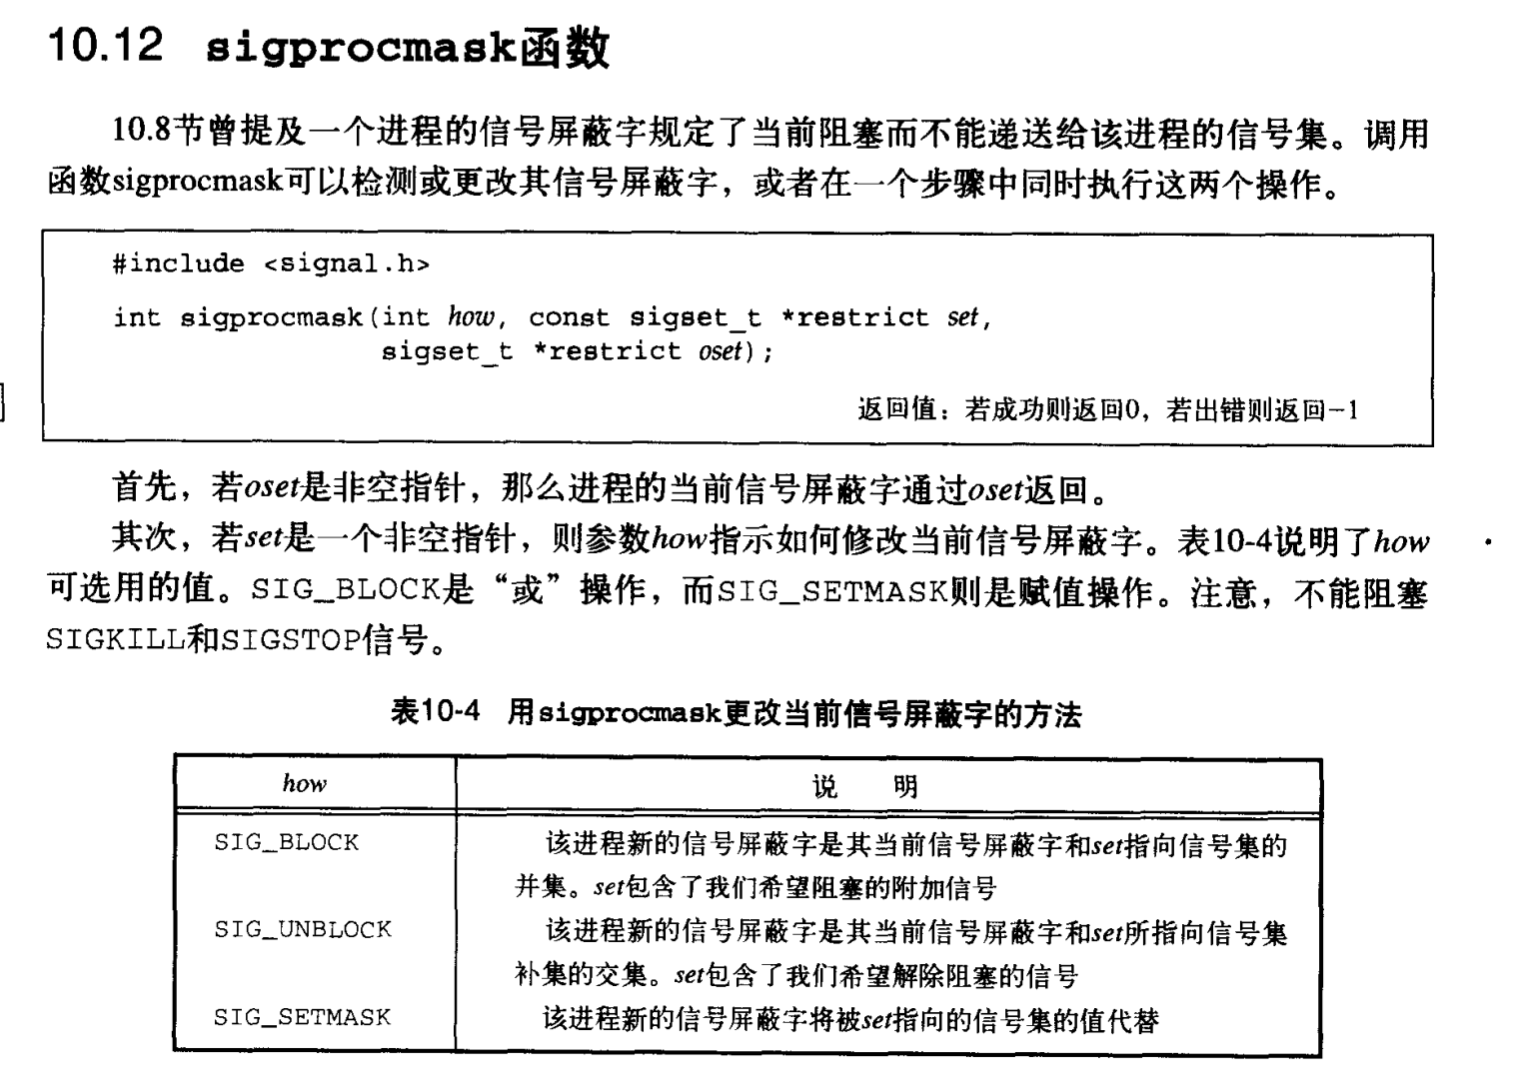 10.12 sigprocmask函数
10.8节曾提及一个进程的信号屏蔽字规定了当前阻塞而不能递送给该进程的信号集。调用
函数sigprocmask可以检测或更改其信号屏蔽字，或者在一个步骤中同时执行这两个操作。
#include <signal.h>
int sigprocmask(int how, const sigset_t *restrict set,
sigset_t *restrict oset);
返回值：若成功则返回0，若出错则返回-1
首先，若oset是非空指针，那么进程的当前信号屏蔽字通过oset返回。
其次，若set是一个非空指针，则参数how指示如何修改当前信号屏蔽字。表10-4说明了how
可选用的值。SIG_BLOCK是“或”操作，而SIG_SETMASK则是赋值操作。注意，不能阻塞
SIGKILL和SIGSTOP信号。
表10-4 用sigprocmask更改当前信号屏蔽字的方法
how 说 明
SIG_BLOCK 该进程新的信号屏蔽字是其当前信号屏蔽字和set指向信号集的
并集。set包含了我们希望阻塞的附加信号
SIG_UNBLOCK 该进程新的信号屏蔽字是其当前信号屏蔽字和set所指向信号集
补集的交集。set包含了我们希望解除阻塞的信号
SIG_SETMASK 该进程新的信号屏蔽字将被set指向的信号集的值代替